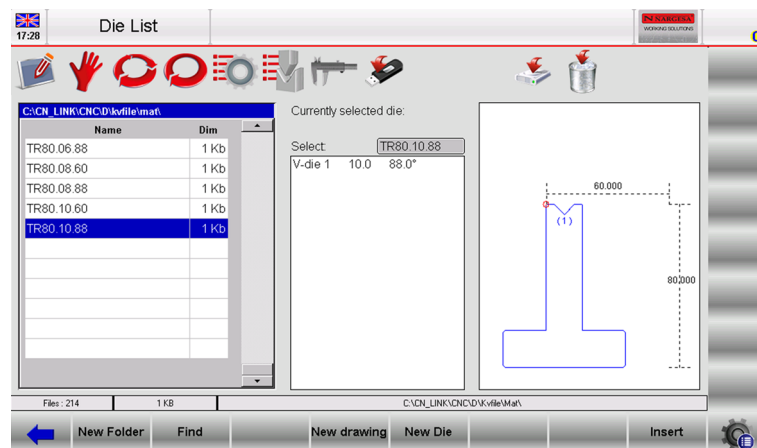 17:28
Die List
N NARGESA
WORKING SOLUTIONS
C:\CN_LINK\CNC\D\kvfile\mat\
Name Dim
TR80.06.88 1 Kb
TR80.08.60 1 Kb
TR80.08.88 1 Kb
TR80.10.60 1 Kb
TR80.10.88 1 Kb
Currently selected die:
Select: TR80.10.88
V-die 1 10.0 88.0°
60.000
(1)
80.000
Files : 214 1 KB C:\CN_LINK\CNC\D\Kvfile\Mat\
New Folder Find New drawing New Die Insert